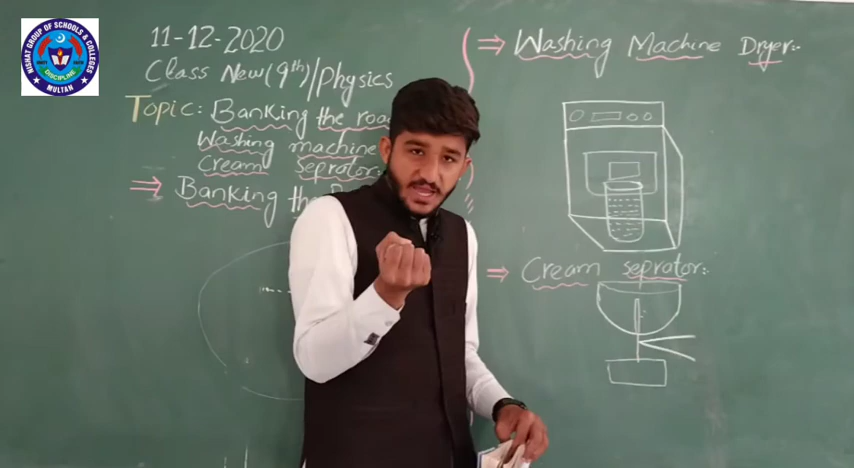 NISHAT GROUP OF SCHOOLS & COLLEGES
DISCIPLINE
MULTAN
11-12-2020
Class New(9th)/physics
Topic: Banking the roa
Washing machine
Cream seprator:
⇒ Banking the
⇒ Washing Machine Dryer:-
⇒ Cream seprator:-